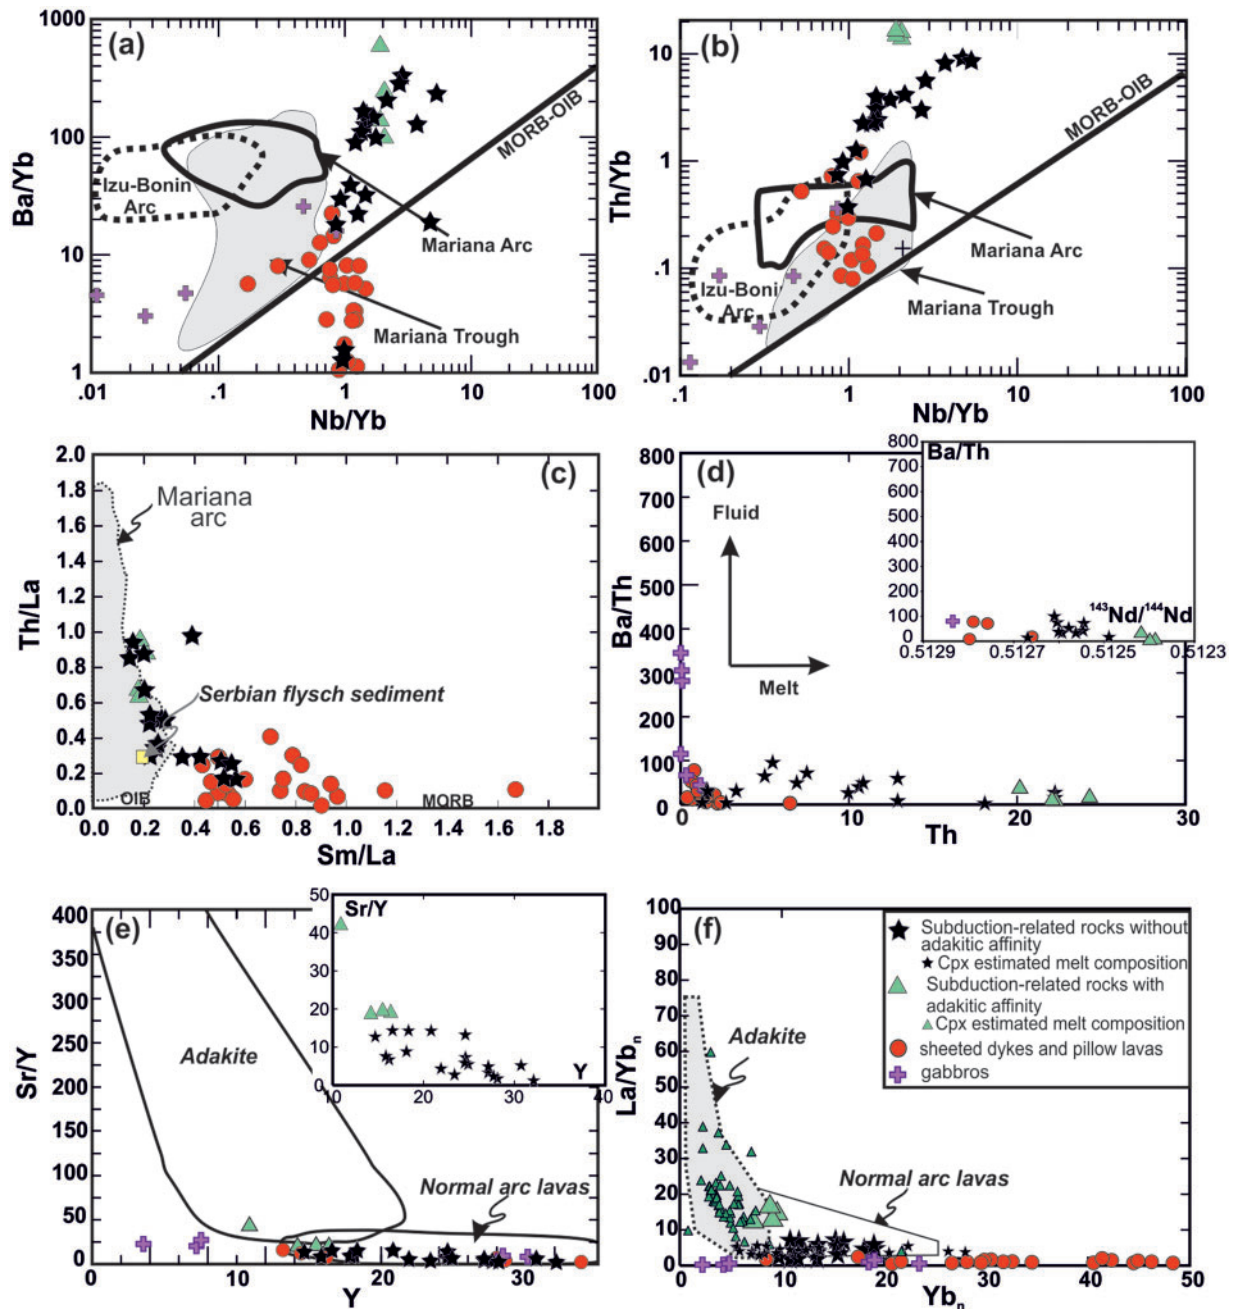 (a)
1000
100
10
1
Ba/Yb
Izu-Bonin
Arc
MORB-OIB
Mariana Arc
Mariana Trough
.01
.1
1
10
100
Nb/Yb
(b)
10
1
.1
.01
Th/Yb
MORB-OIB
Mariana Arc
Izu-Bonin
Arc
Mariana Trough
.1
1
10
100
Nb/Yb
(c)
2.0
1.8
1.6
1.4
1.2
1.0
0.8
0.6
0.4
0.2
0.0
Th/La
Mariana
arc
Serbian flysch sediment
OIB
MORB
0.0 0.2 0.4 0.6 0.8 1.0 1.2 1.4 1.6 1.8
Sm/La
(d)
800
700
600
500
400
300
200
100
0
Ba/Th
Fluid
Melt
0 10 20 30
Th
Ba/Th
800
700
600
500
400
300
200
100
0
143Nd/144Nd
0.5129 0.5127 0.5125 0.5123
(e)
400
350
300
250
200
150
100
50
0
Sr/Y
Adakite
Normal arc lavas
0 10 20 30
Y
Sr/Y
50
40
30
20
10
0
Y
10 20 30 40
(f)
100
90
80
70
60
50
40
30
20
10
0
La/Ybn
Adakite
Normal arc lavas
Subduction-related rocks without
adakitic affinity
Cpx estimated melt composition
Subduction-related rocks with
adakitic affinity
Cpx estimated melt composition
sheeted dykes and pillow lavas
gabbros
0 10 20 30 40 50
Ybn